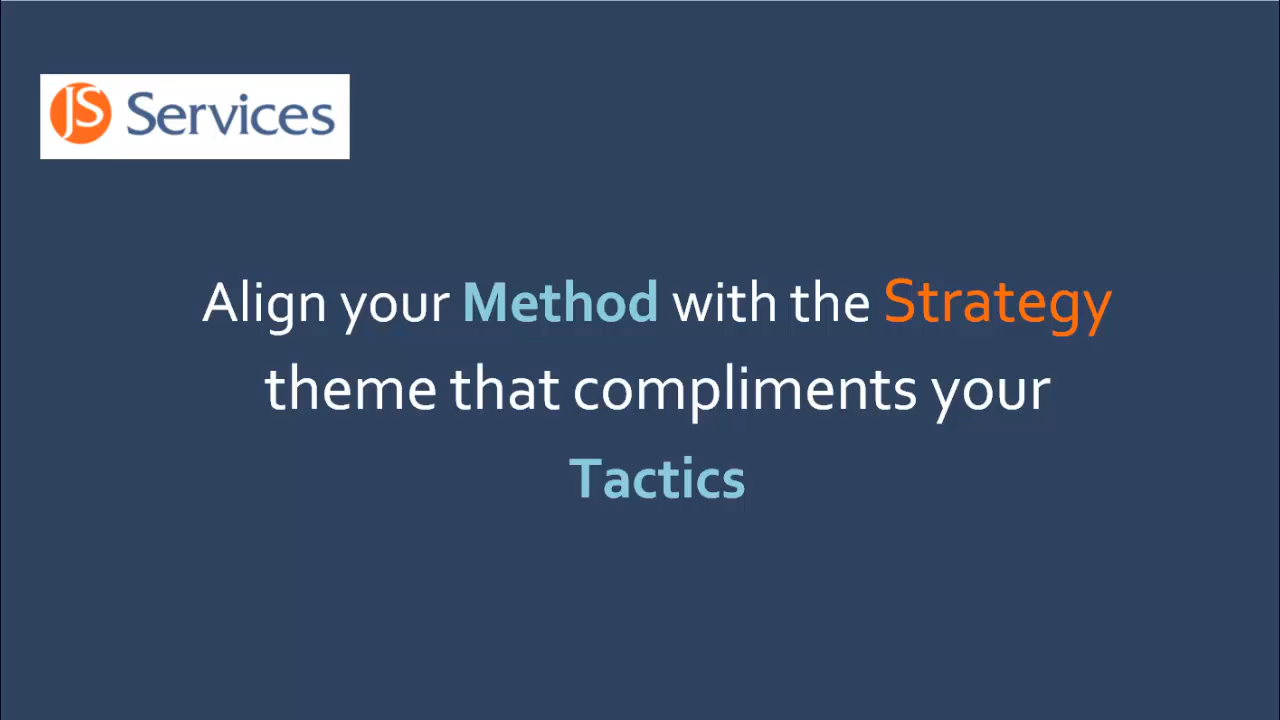 JS Services
Align your Method with the Strategy
theme that compliments your
Tactics